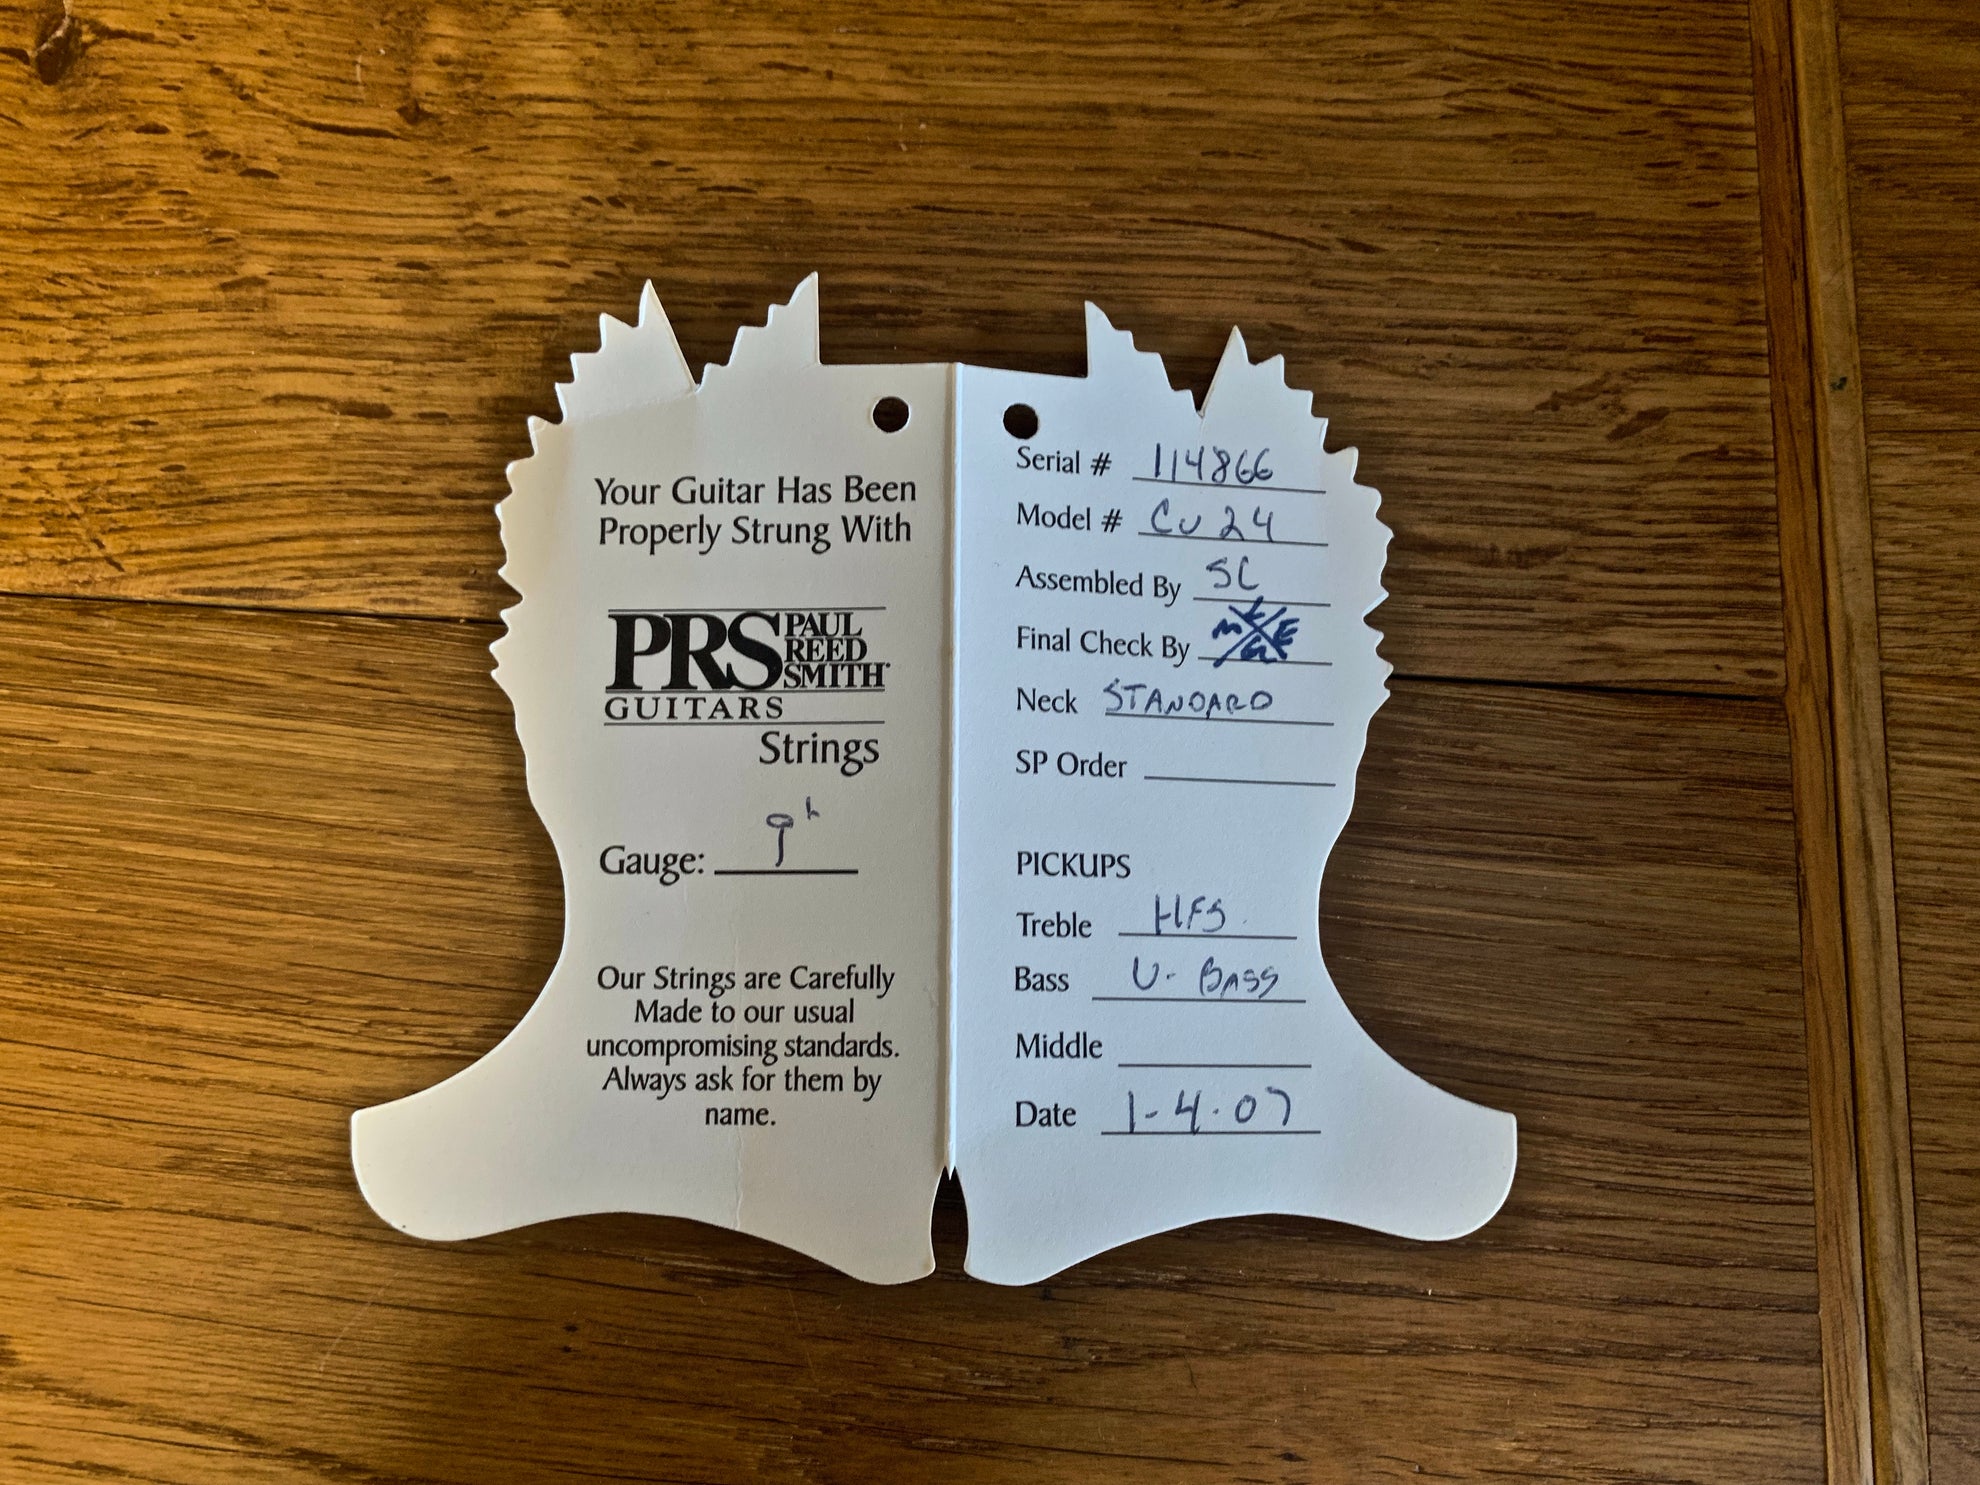 Your Guitar Has Been
Properly Strung With
PRS PAUL
REED
SMITH
GUITARS
Strings
Gauge: 9h
Our Strings are Carefully
Made to our usual
uncompromising standards.
Always ask for them by
name.
Serial # 114866
Model # CU 24
Assembled By SC
Final Check By
Neck STANDARD
SP Order
PICKUPS
Treble HFS
Bass U-BASS
Middle
Date 1-4-07